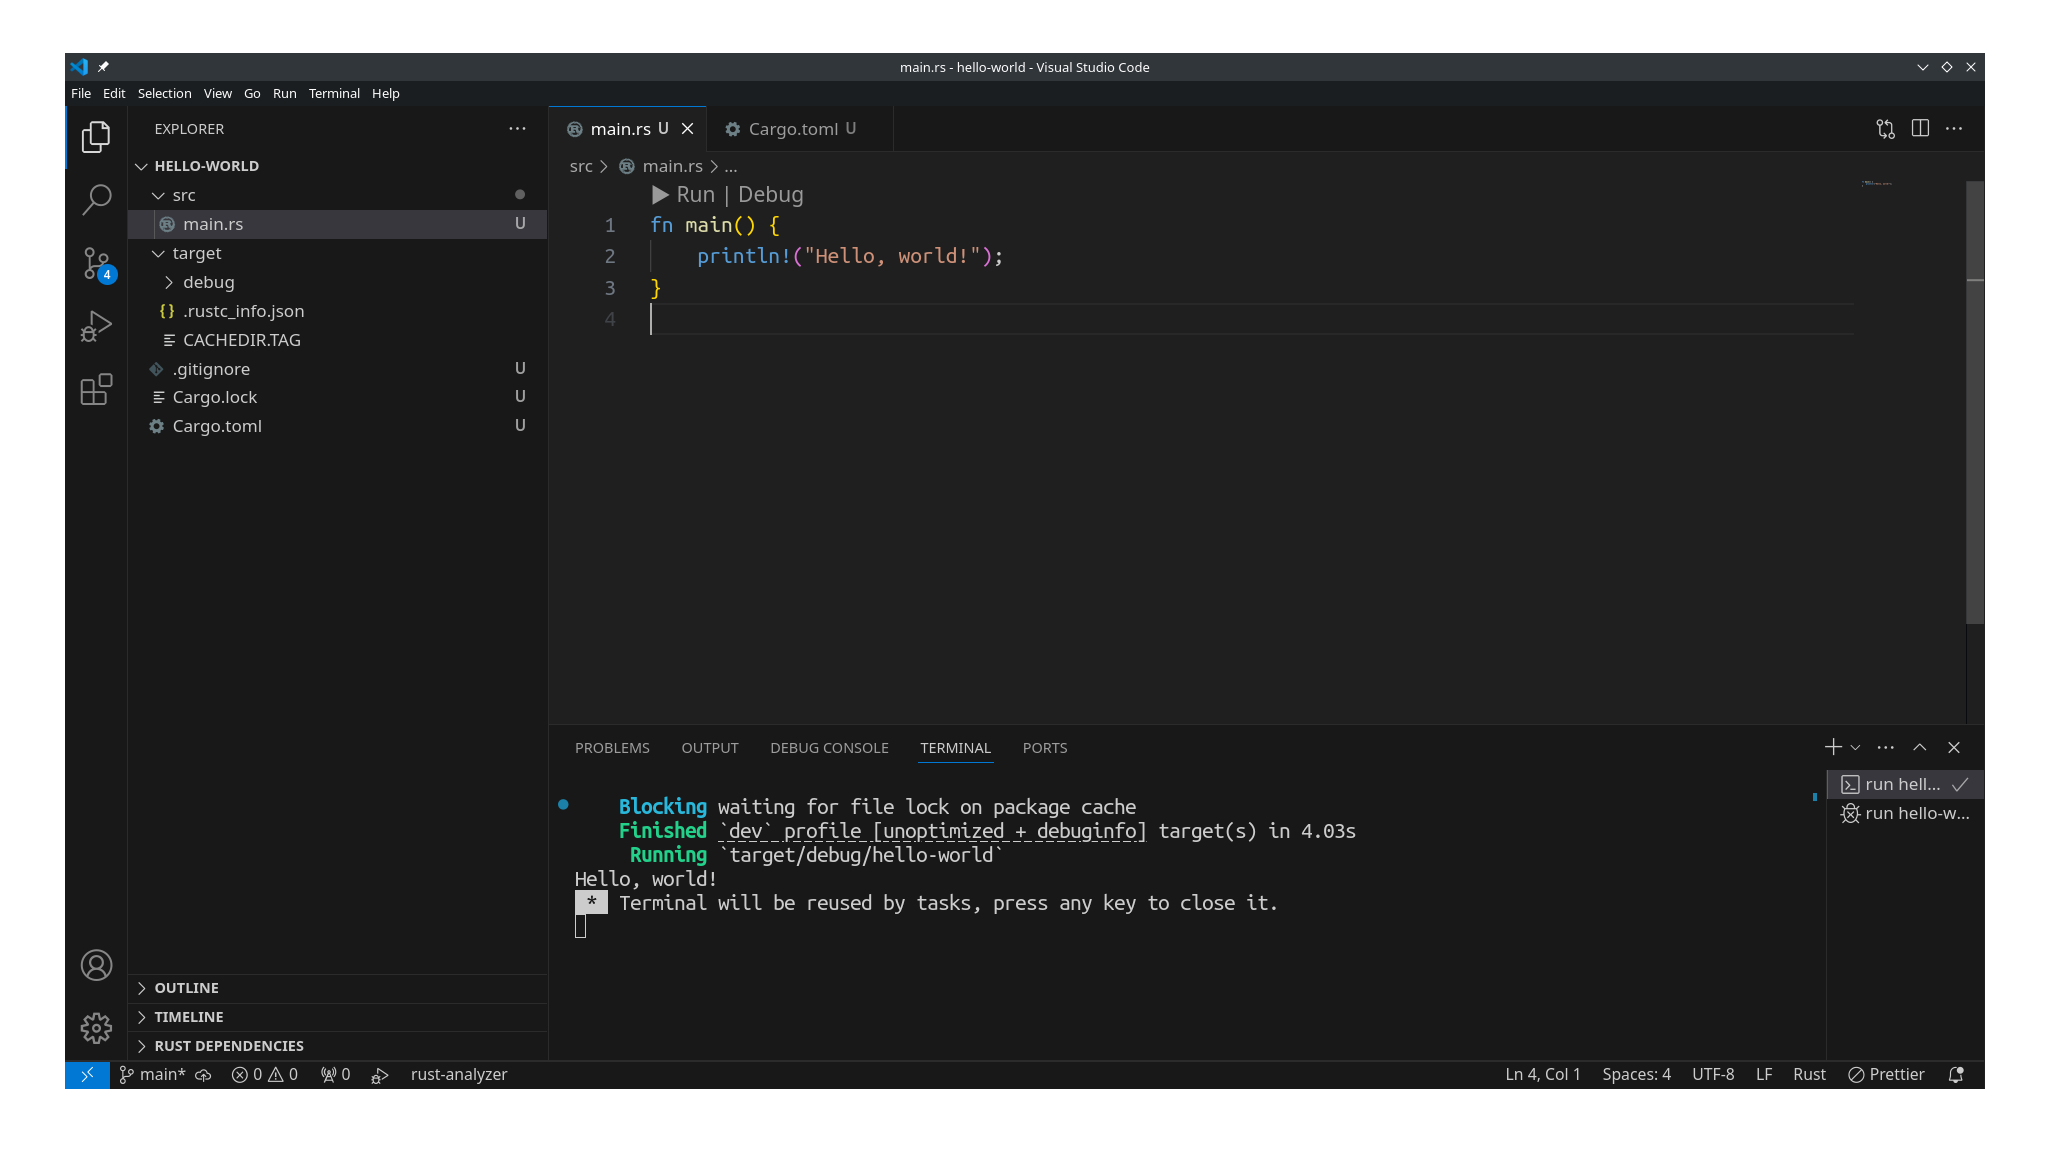 main.rs - hello-world - Visual Studio Code
File Edit Selection View Go Run Terminal Help
EXPLORER
HELLO-WORLD
src
main.rs U
target
debug
.rustc_info.json
CACHEDIR.TAG
.gitignore U
Cargo.lock U
Cargo.toml U
OUTLINE
TIMELINE
RUST DEPENDENCIES
main.rs U Cargo.toml U
src > main.rs > ...
Run | Debug
1 fn main() {
2 println!("Hello, world!");
3 }
4
PROBLEMS OUTPUT DEBUG CONSOLE TERMINAL PORTS
Blocking waiting for file lock on package cache
Finished `dev` profile [unoptimized + debuginfo] target(s) in 4.03s
Running `target/debug/hello-world`
Hello, world!
* Terminal will be reused by tasks, press any key to close it.
run hell...
run hello-w...
4
main* 0 0 0 rust-analyzer Ln 4, Col 1 Spaces: 4 UTF-8 LF Rust Prettier